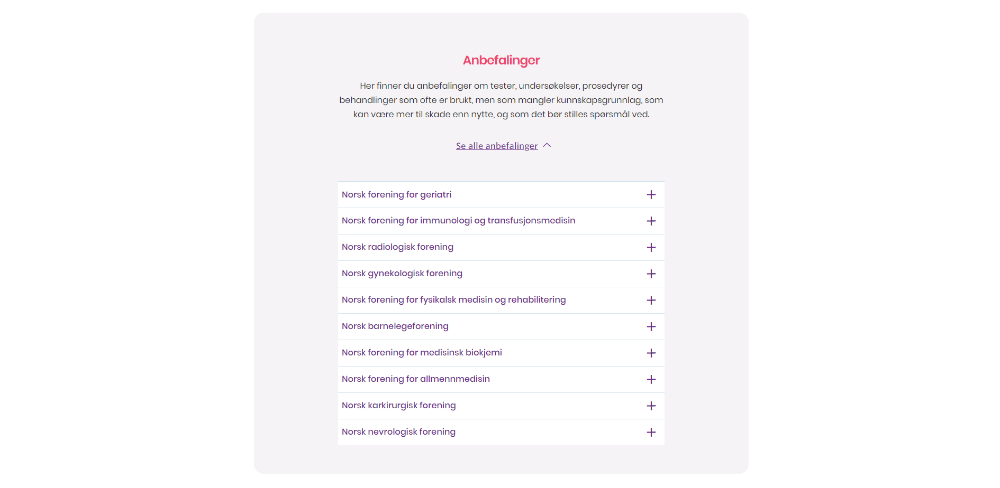 Anbefalinger
Her finner du anbefalinger om tester, undersøkelser, prosedyrer og
behandlinger som ofte er brukt, men som mangler kunnskapsgrunnlag, som
kan være mer til skade enn nytte, og som det bør stilles spørsmål ved.
Se alle anbefalinger
Norsk forening for geriatri
Norsk forening for immunologi og transfusjonsmedisin
Norsk radiologisk forening
Norsk gynekologisk forening
Norsk forening for fysikalsk medisin og rehabilitering
Norsk barnelegeforening
Norsk forening for medisinsk biokjemi
Norsk forening for allmennmedisin
Norsk karkirurgisk forening
Norsk nevrologisk forening